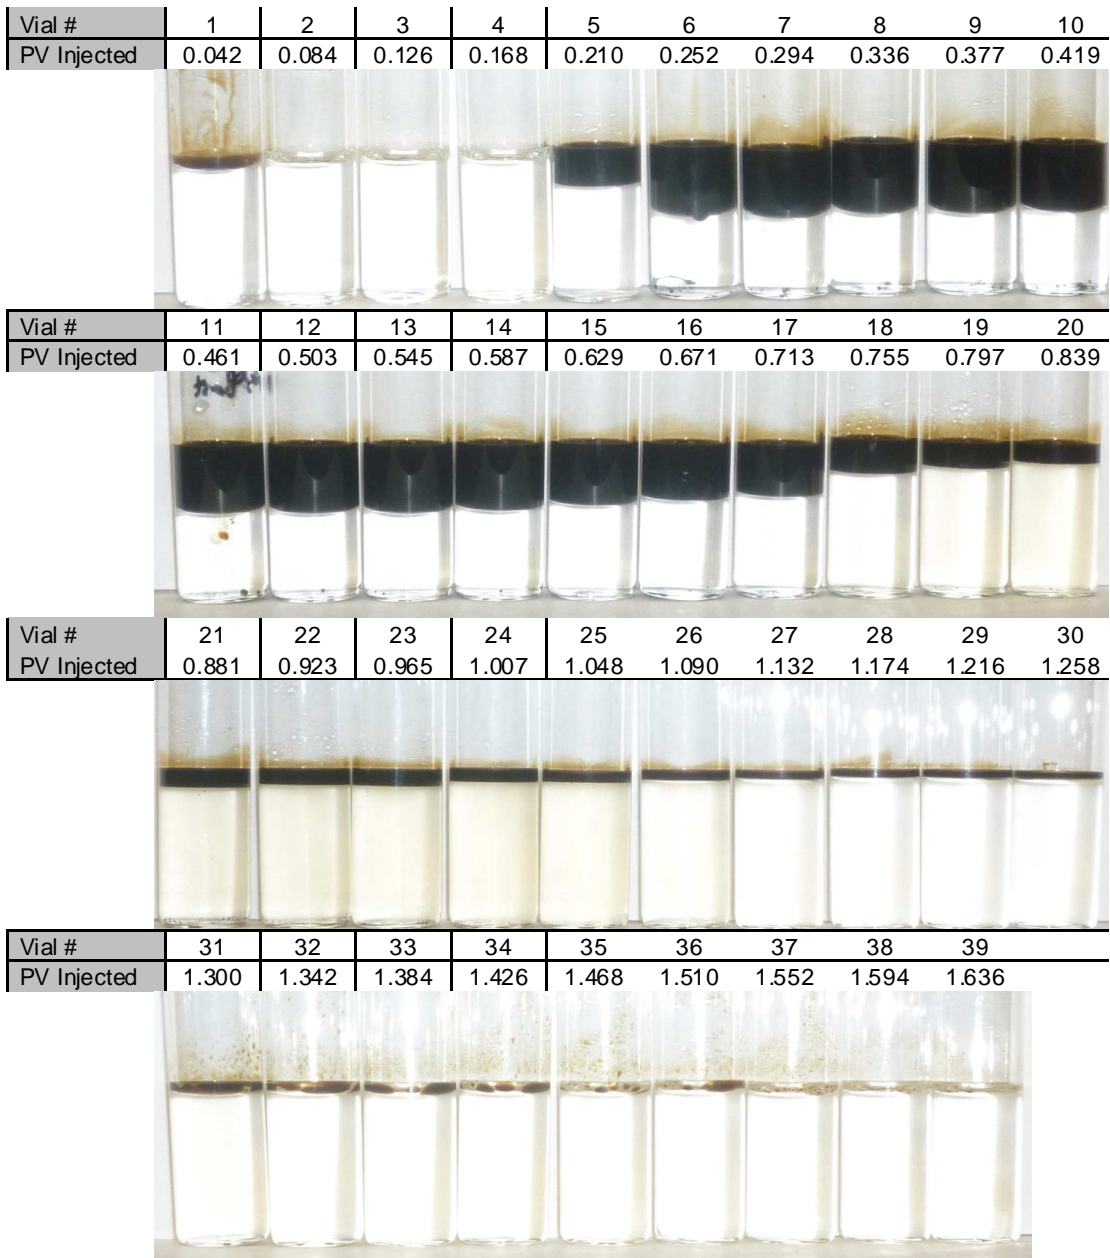 Vial # 1 2 3 4 5 6 7 8 9 10
PV Injected 0.042 0.084 0.126 0.168 0.210 0.252 0.294 0.336 0.377 0.419
Vial # 11 12 13 14 15 16 17 18 19 20
PV Injected 0.461 0.503 0.545 0.587 0.629 0.671 0.713 0.755 0.797 0.839
Vial # 21 22 23 24 25 26 27 28 29 30
PV Injected 0.881 0.923 0.965 1.007 1.048 1.090 1.132 1.174 1.216 1.258
Vial # 31 32 33 34 35 36 37 38 39
PV Injected 1.300 1.342 1.384 1.426 1.468 1.510 1.552 1.594 1.636